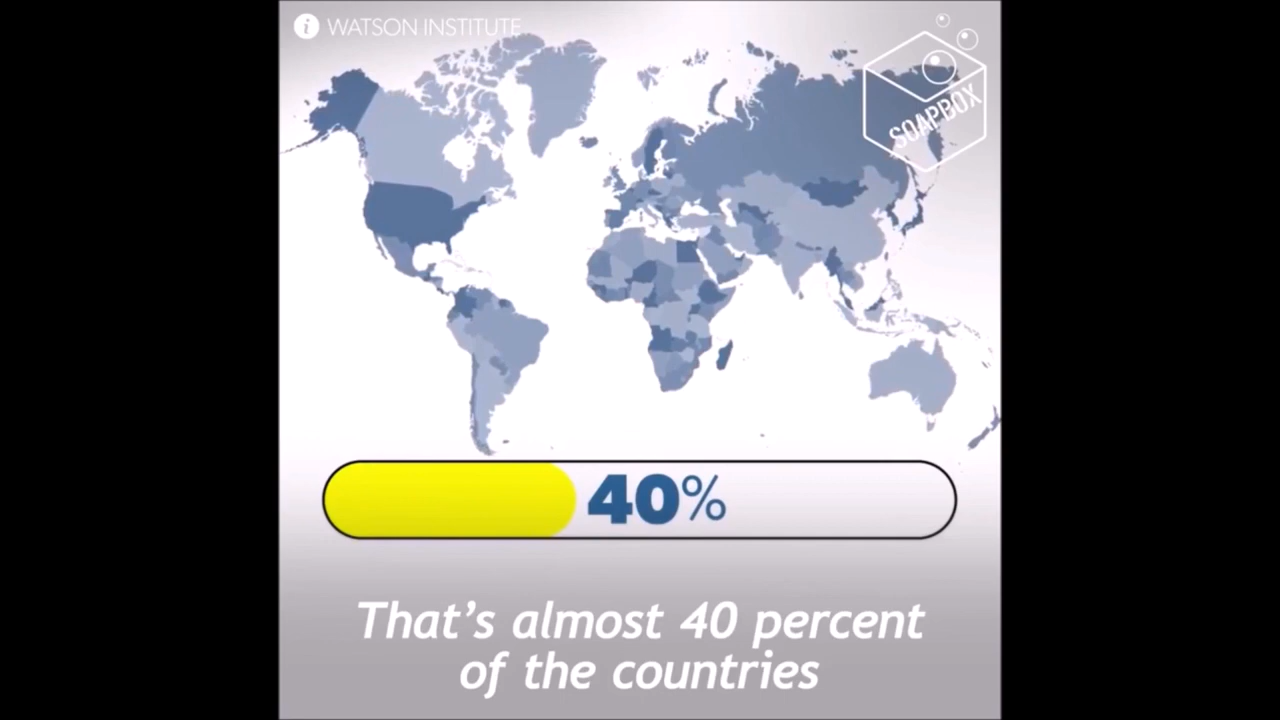 WATSON INSTITUTE
SOAPBOX
40%
That's almost 40 percent
of the countries